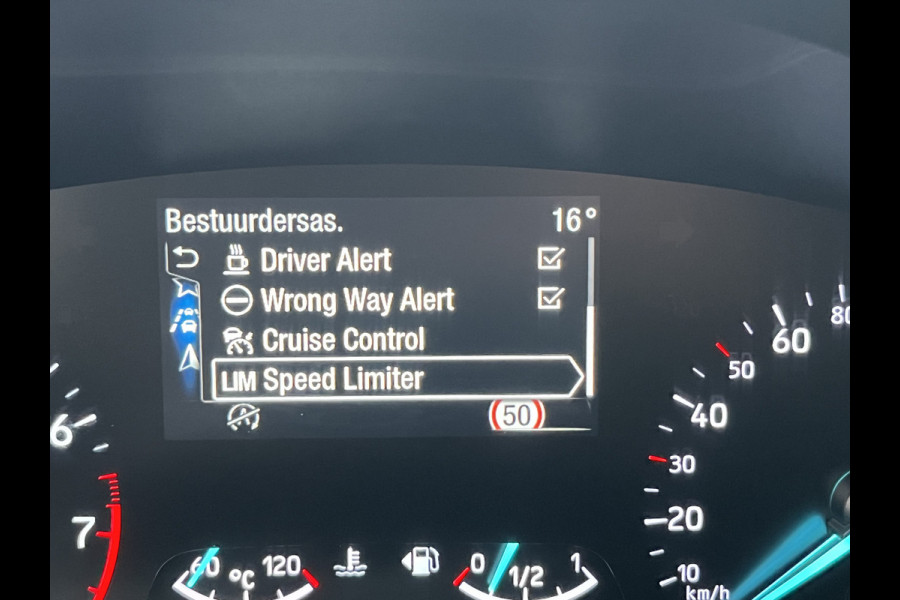 Bestuurdersas. 16°
Driver Alert
Wrong Way Alert
Cruise Control
LIM Speed Limiter
50
80
60
50
40
30
20
10
km/h
6
7
60 °C 120
0 1/2 1